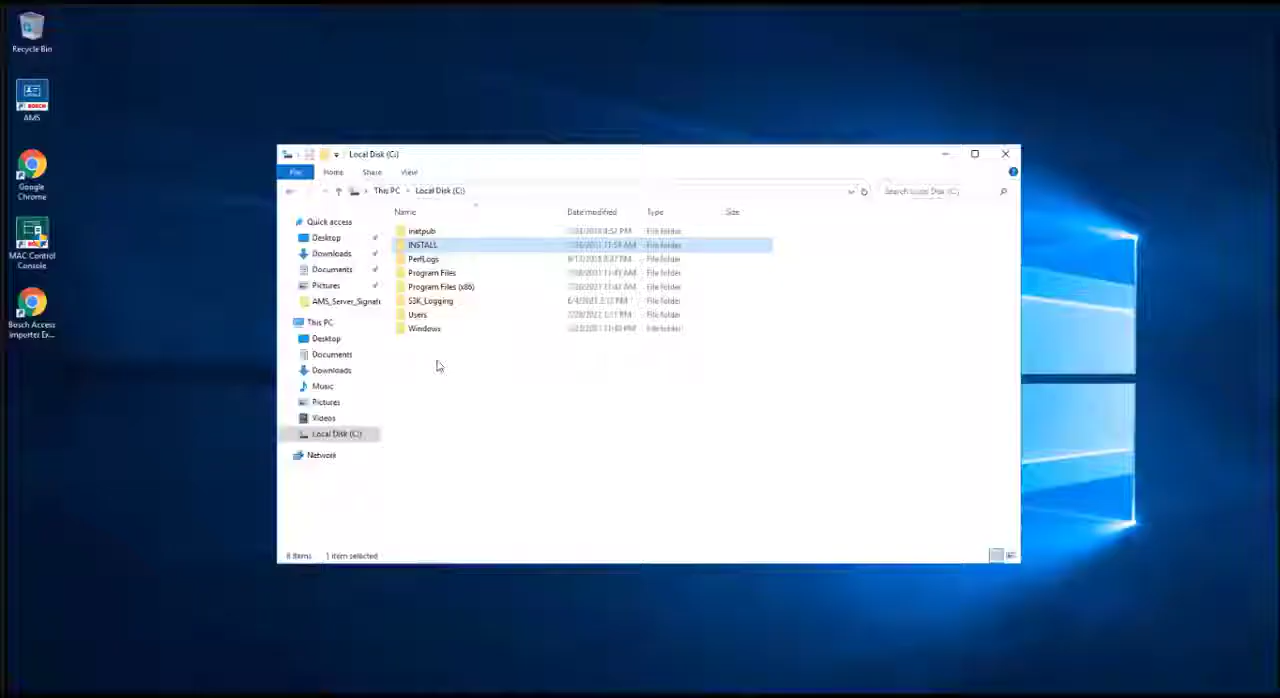 Recycle Bin
AMS
Google
Chrome
MAC Control
Console
Bosch Access
Importer Ex...
Local Disk (C:)
File
Home
Share
View
This PC
Local Disk (C:)
Search Local Disk (C:)
Name
Date modified
Type
Size
Quick access
Desktop
Downloads
Documents
Pictures
AMS_Server_Signat
This PC
Desktop
Documents
Downloads
Music
Pictures
Videos
Local Disk (C:)
Network
inetpub
File folder
INSTALL
File folder
PerfLogs
File folder
Program Files
File folder
Program Files (x86)
File folder
S3K_Logging
File folder
Users
File folder
Windows
File folder
8 items
1 item selected